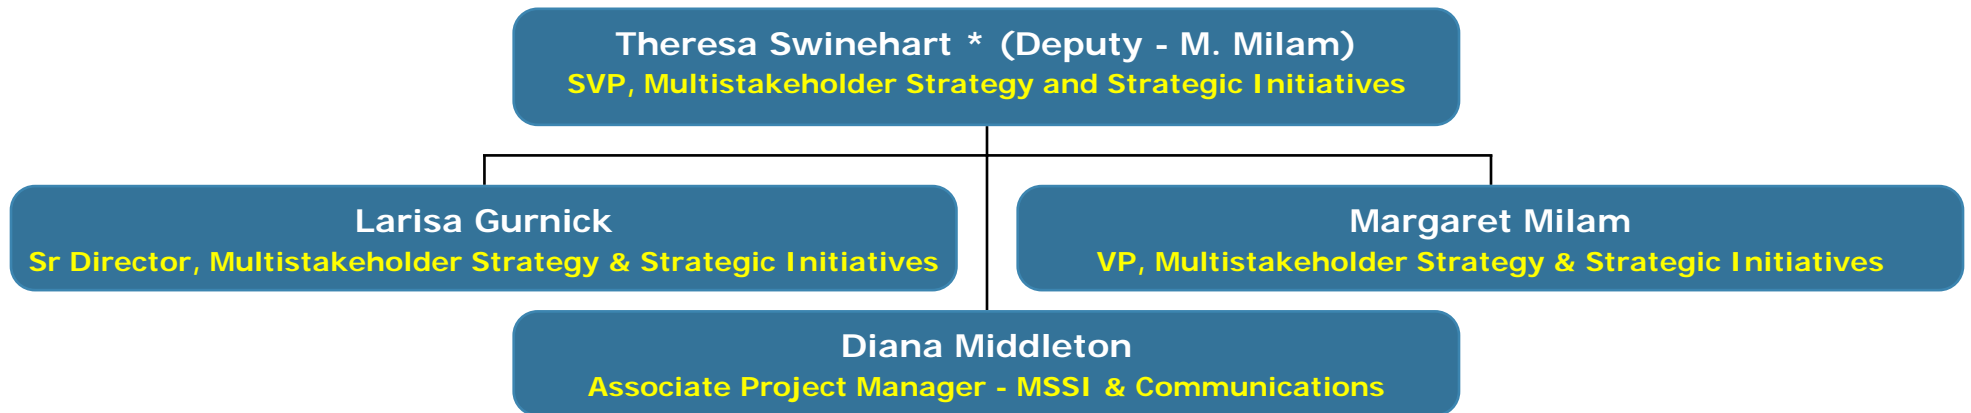 Theresa Swinehart * (Deputy - M. Milam)
SVP, Multistakeholder Strategy and Strategic Initiatives
Larisa Gurnick
Sr Director, Multistakeholder Strategy & Strategic Initiatives
Margaret Milam
VP, Multistakeholder Strategy & Strategic Initiatives
Diana Middleton
Associate Project Manager - MSSI & Communications